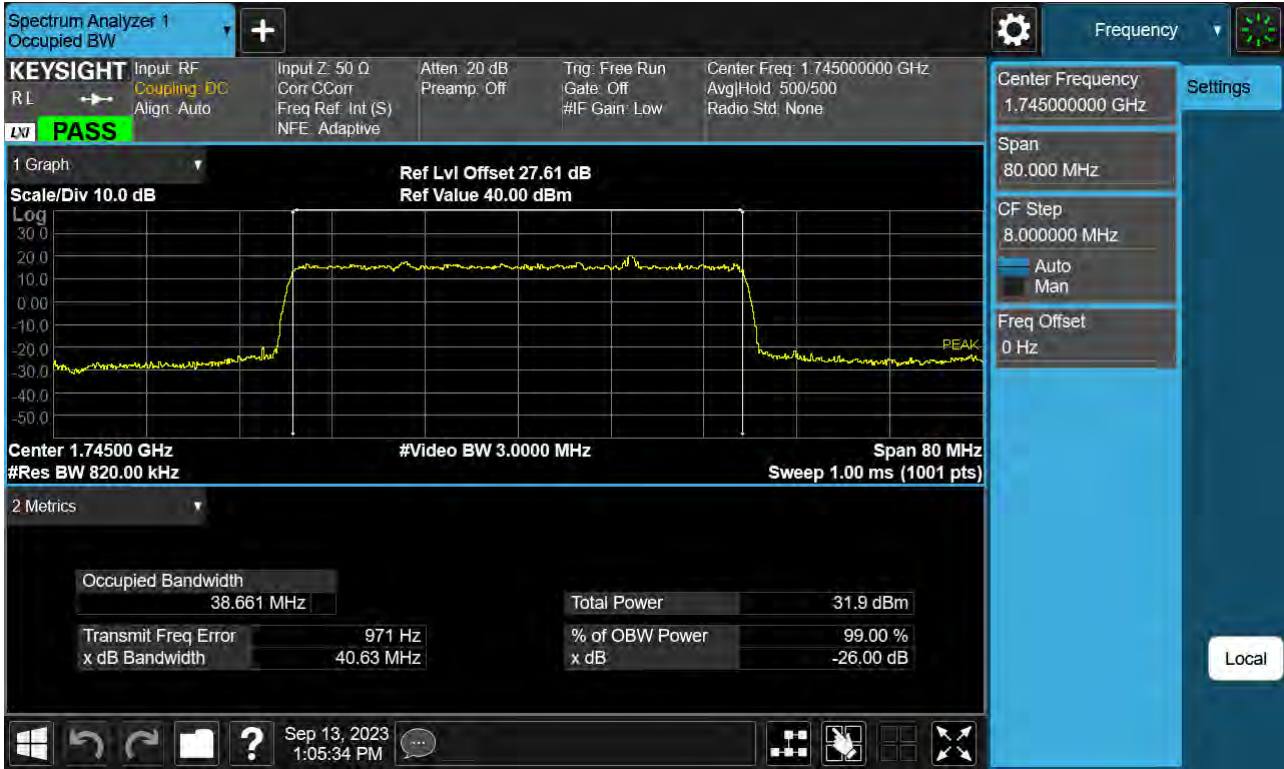 Spectrum Analyzer 1
Occupied BW
+
Frequency
KEYSIGHT
RL
LXI
PASS
Input: RF
Coupling: DC
Align: Auto
Input Z: 50 Ω
Corr CCorr
Freq Ref: Int (S)
NFE: Adaptive
Atten: 20 dB
Preamp: Off
Trig: Free Run
Gate: Off
#IF Gain: Low
Center Freq: 1.745000000 GHz
Avg|Hold: 500/500
Radio Std: None
1 Graph
Scale/Div 10.0 dB
Ref Lvl Offset 27.61 dB
Ref Value 40.00 dBm
Log
30.0
20.0
10.0
0.00
-10.0
-20.0
-30.0
-40.0
-50.0
PEAK
Center 1.74500 GHz
#Video BW 3.0000 MHz
Span 80 MHz
#Res BW 820.00 kHz
Sweep 1.00 ms (1001 pts)
2 Metrics
Occupied Bandwidth
38.661 MHz
Total Power 31.9 dBm
Transmit Freq Error 971 Hz
% of OBW Power 99.00 %
x dB Bandwidth 40.63 MHz
x dB -26.00 dB
Center Frequency
1.745000000 GHz
Settings
Span
80.000 MHz
CF Step
8.000000 MHz
Auto
Man
Freq Offset
0 Hz
Local
?
Sep 13, 2023
1:05:34 PM